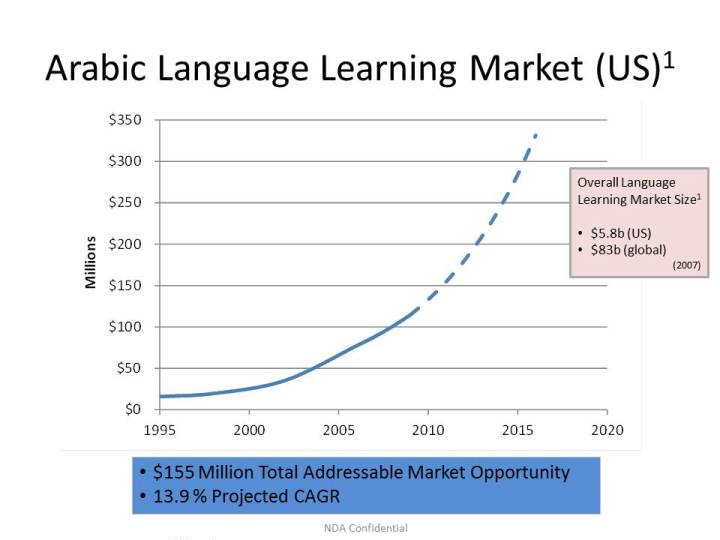 Arabic Language Learning Market (US)1
$350
$300
$250
$200
$150
$100
$50
$0
Millions
1995 2000 2005 2010 2015 2020
Overall Language
Learning Market Size1
• $5.8b (US)
• $83b (global)
(2007)
• $155 Million Total Addressable Market Opportunity
• 13.9 % Projected CAGR
NDA Confidential